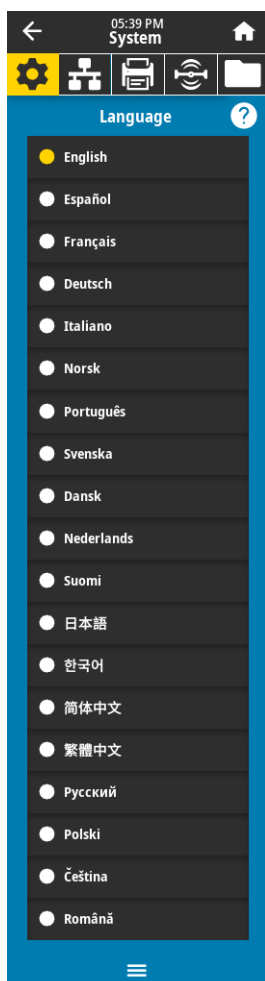 05:39 PM
System
Language
?
English
Español
Français
Deutsch
Italiano
Norsk
Português
Svenska
Dansk
Nederlands
Suomi
日本語
한국어
简体中文
繁體中文
Русский
Polski
Čeština
Română